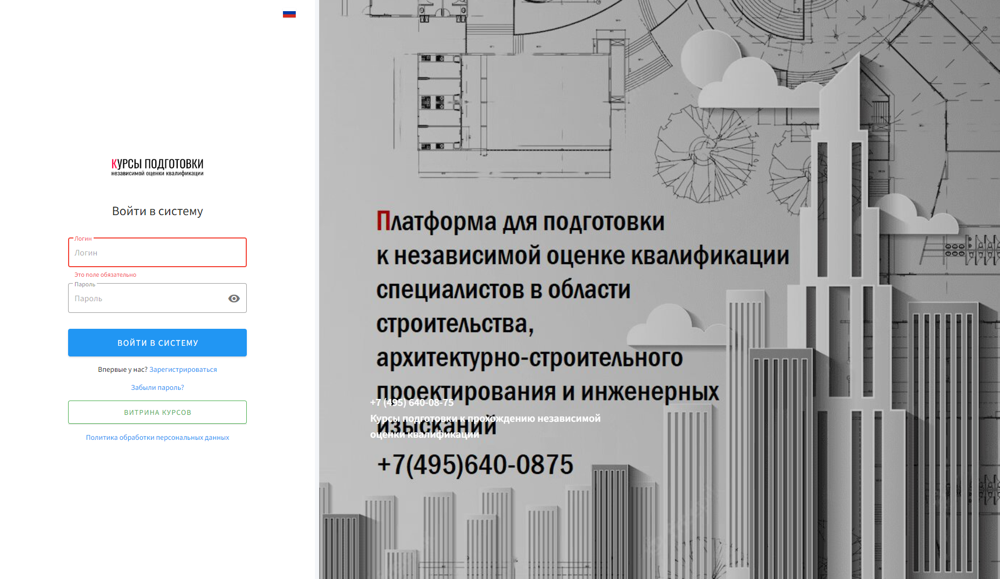 КУРСЫ ПОДГОТОВКИ
независимой оценки квалификации
Войти в систему
Логин
Логин
Это поле обязательно
Пароль
Пароль
ВОЙТИ В СИСТЕМУ
Впервые у нас? Зарегистрироваться
Забыли пароль?
ВИТРИНА КУРСОВ
Политика обработки персональных данных
Платформа для подготовки
к независимой оценке квалификации
специалистов в области
строительства,
архитектурно-строительного
проектирования и инженерных
изысканий
+7(495)640-0875
+7 (495) 640-08-75
Курсы подготовки к прохождению независимой
оценки квалификации